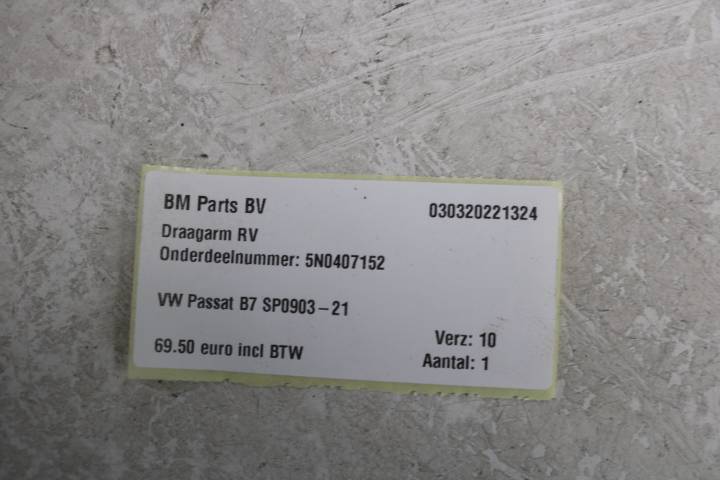 BM Parts BV
030320221324
Draagarm RV
Onderdeelnummer: 5N0407152
VW Passat B7 SP0903-21
69.50 euro incl BTW
Verz: 10
Aantal: 1